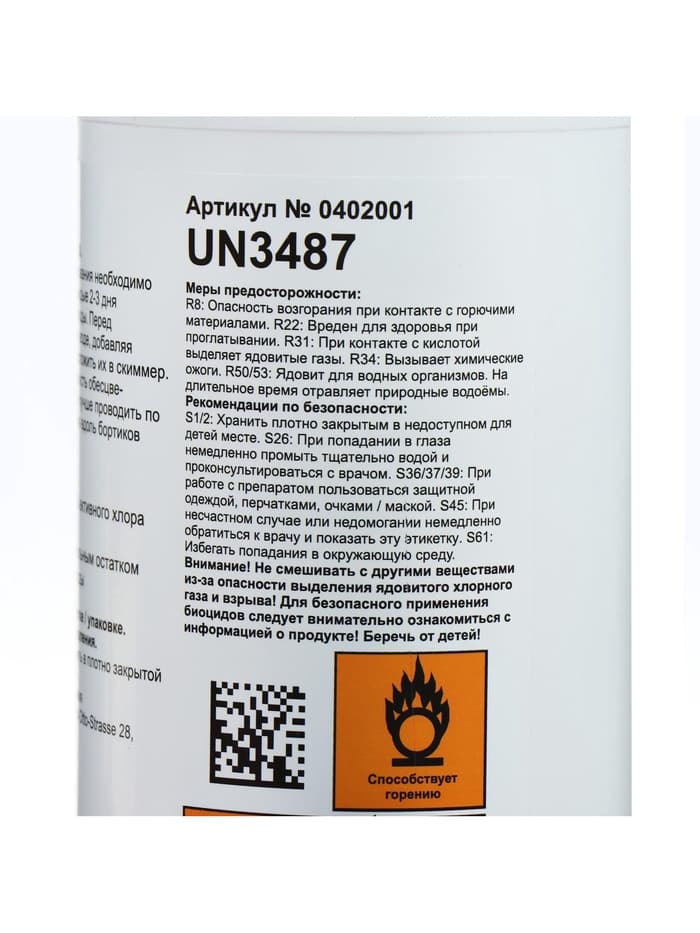 Артикул № 0402001
UN3487
Меры предосторожности:
R8: Опасность возгорания при контакте с горючими
материалами. R22: Вреден для здоровья при
проглатывании. R31: При контакте с кислотой
выделяет ядовитые газы. R34: Вызывает химические
ожоги. R50/53: Ядовит для водных организмов. На
длительное время отравляет природные водоёмы.
Рекомендации по безопасности:
S1/2: Хранить плотно закрытым в недоступном для
детей месте. S26: При попадании в глаза
немедленно промыть тщательно водой и
проконсультироваться с врачом. S36/37/39: При
работе с препаратом пользоваться защитной
одеждой, перчатками, очками / маской. S45: При
несчастном случае или недомогании немедленно
обратиться к врачу и показать эту этикетку. S61:
Избегать попадания в окружающую среду.
Внимание! Не смешивать с другими веществами
из-за опасности выделения ядовитого хлорного
газа и взрыва! Для безопасного применения
биоцидов следует внимательно ознакомиться с
информацией о продукте! Беречь от детей!
необходимо
2-3 дня
Перед
добавляя
их в скиммер.
обесцве-
проводить по
вдоль бортиков
хлора
остатком
/ упаковке.
в плотно закрытой
Otto-Strasse 28,
Способствует
горению